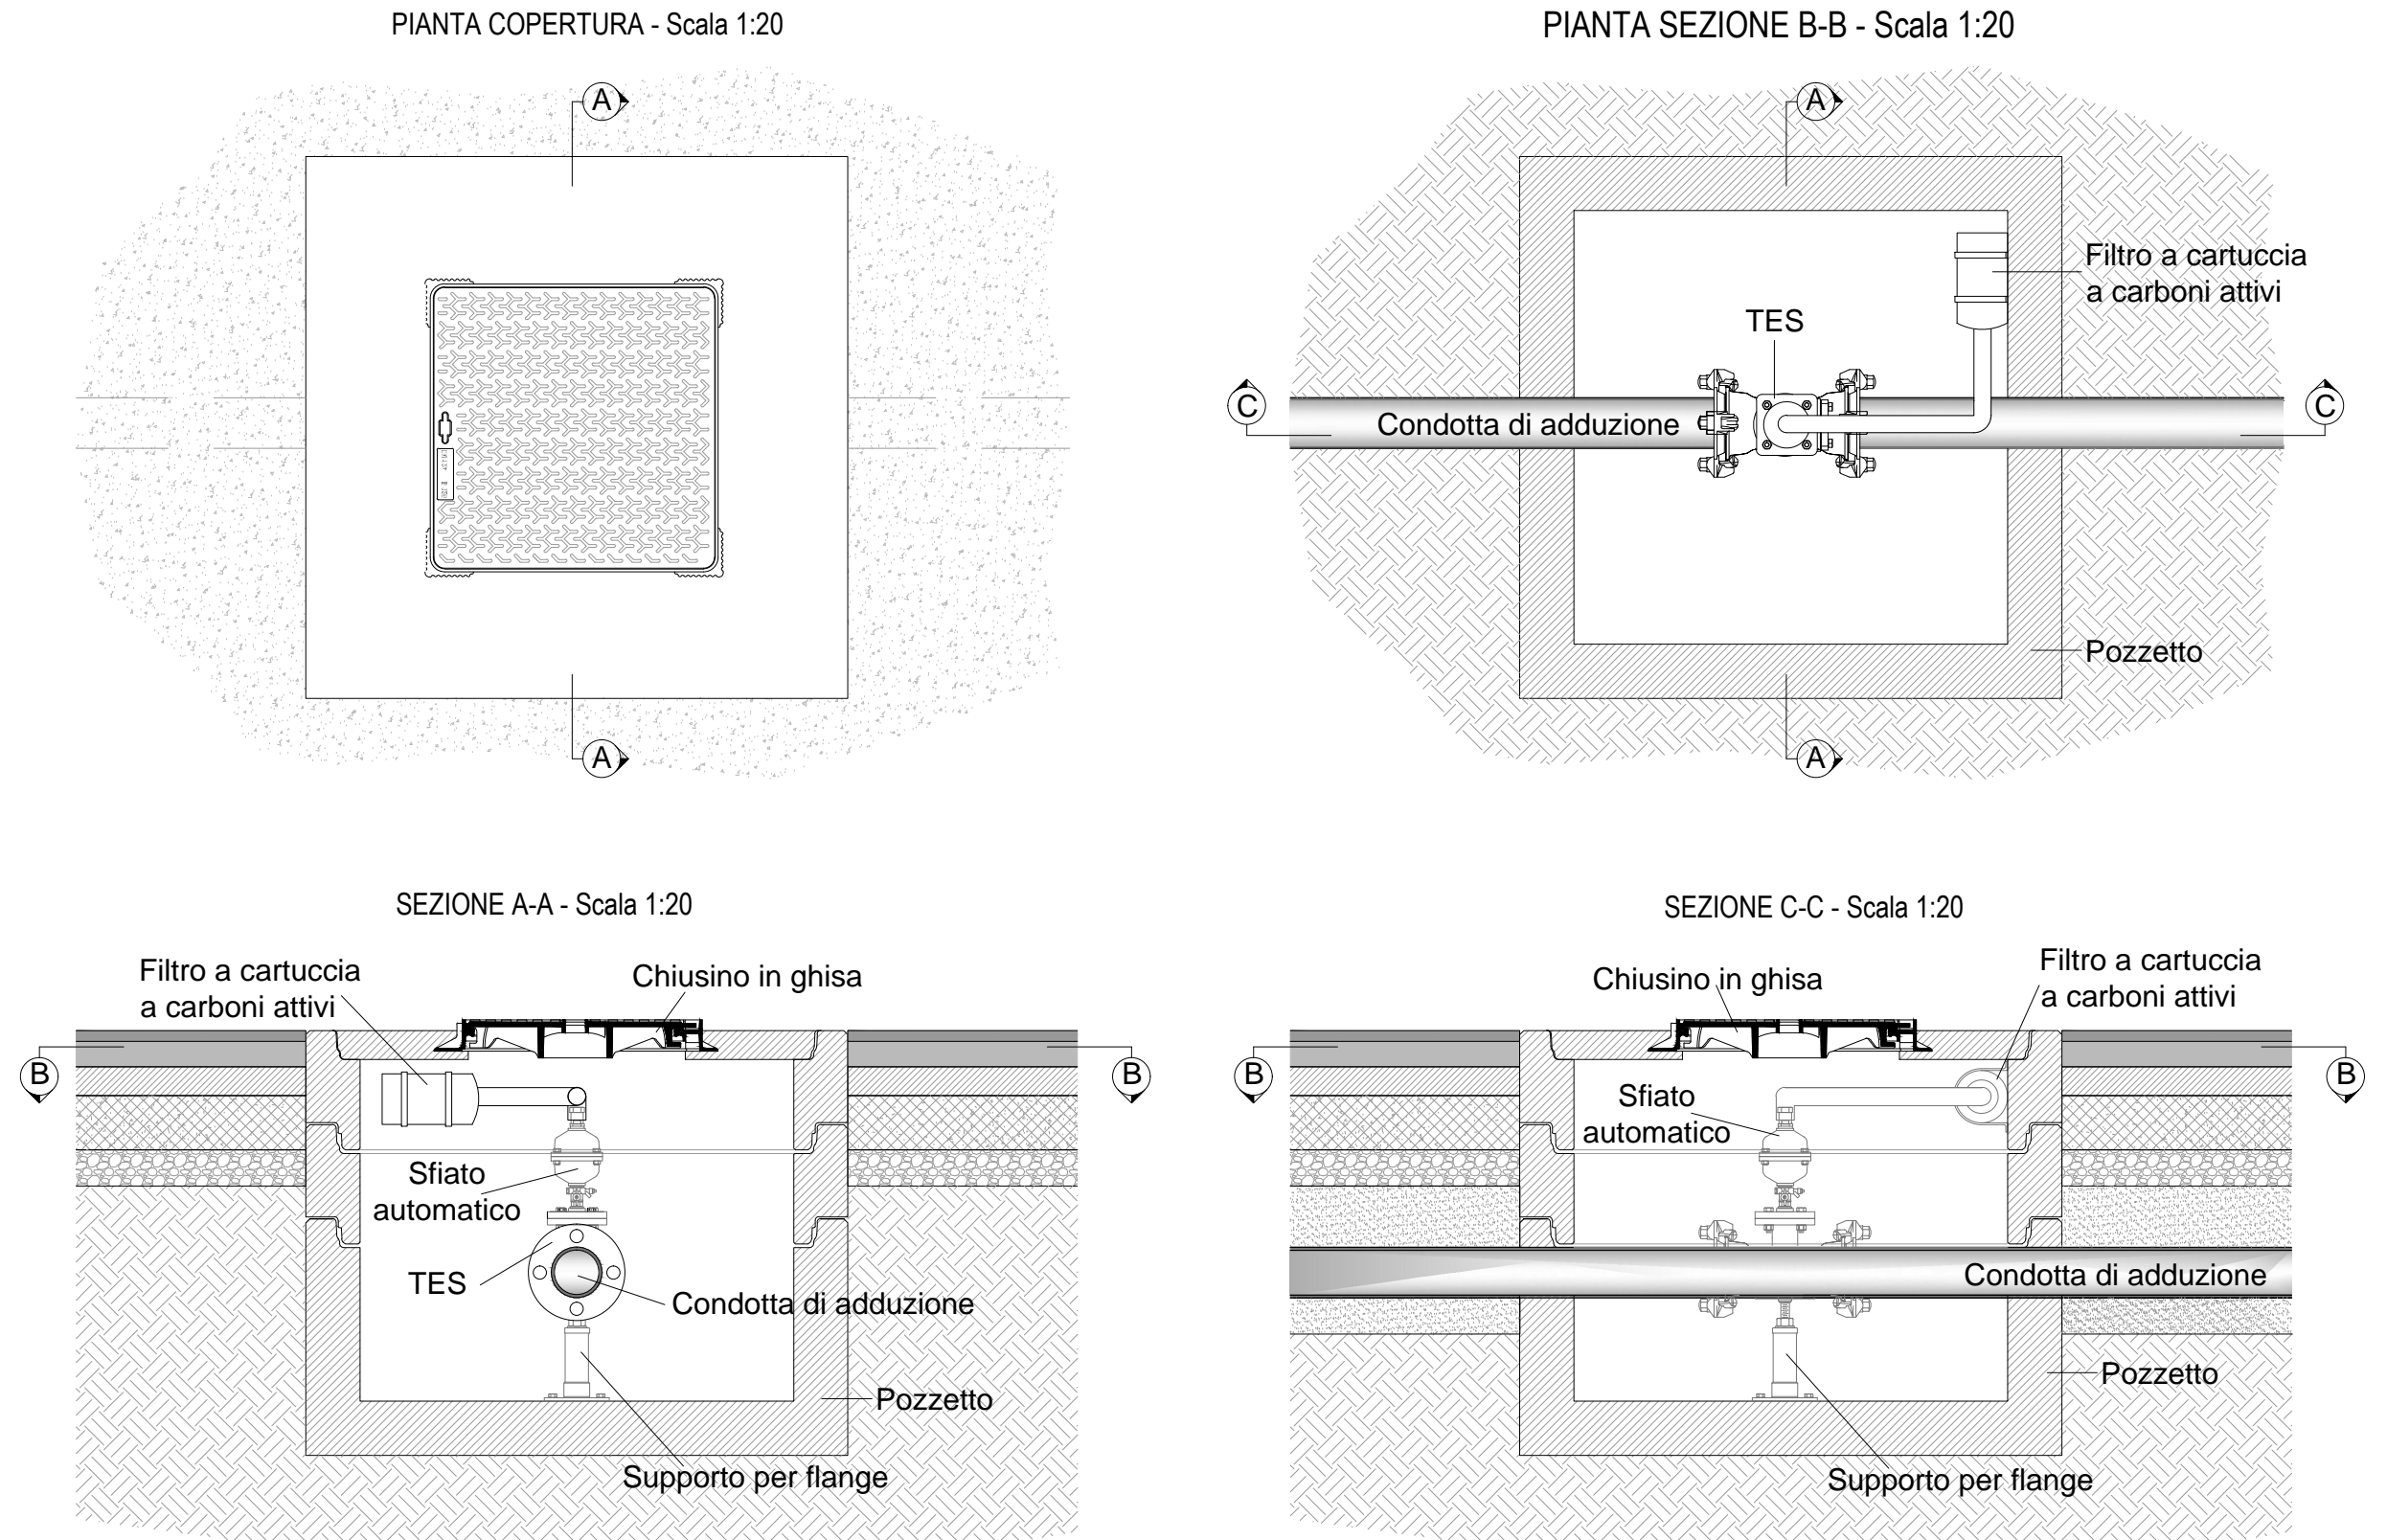 PIANTA COPERTURA - Scala 1:20
A
A
PIANTA SEZIONE B-B - Scala 1:20
A
Filtro a cartuccia
a carboni attivi
TES
C
Condotta di adduzione
C
Pozzetto
A
SEZIONE A-A - Scala 1:20
Filtro a cartuccia
a carboni attivi
Chiusino in ghisa
B
B
Sfiato
automatico
TES
Condotta di adduzione
Pozzetto
Supporto per flange
SEZIONE C-C - Scala 1:20
Chiusino in ghisa
Filtro a cartuccia
a carboni attivi
B
B
Sfiato
automatico
Condotta di adduzione
Pozzetto
Supporto per flange